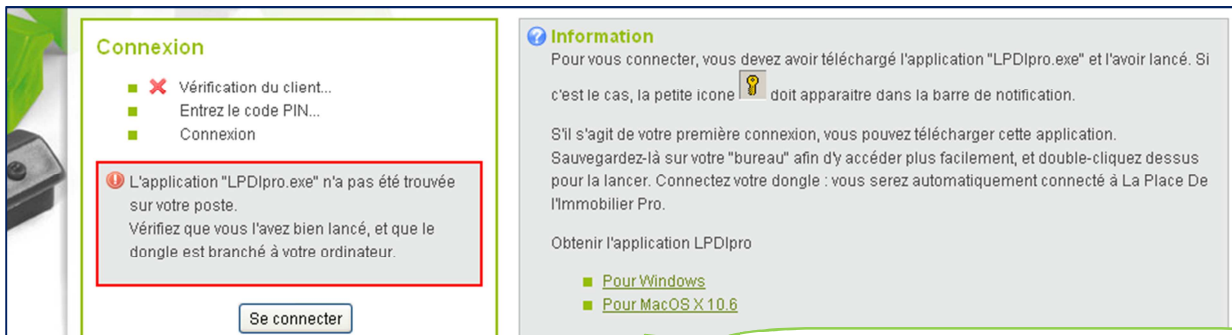 Connexion
Vérification du client...
Entrez le code PIN...
Connexion
L'application "LPDIpro.exe" n'a pas été trouvée
sur votre poste.
Vérifiez que vous l'avez bien lancé, et que le
dongle est branché à votre ordinateur.
Se connecter
Information
Pour vous connecter, vous devez avoir téléchargé l'application "LPDIpro.exe" et l'avoir lancé. Si
c'est le cas, la petite icone doit apparaitre dans la barre de notification.
S'il s'agit de votre première connexion, vous pouvez télécharger cette application.
Sauvegardez-là sur votre "bureau" afin d'y accéder plus facilement, et double-cliquez dessus
pour la lancer. Connectez votre dongle : vous serez automatiquement connecté à La Place De
l'Immobilier Pro.
Obtenir l'application LPDIpro
Pour Windows
Pour MacOS X 10.6